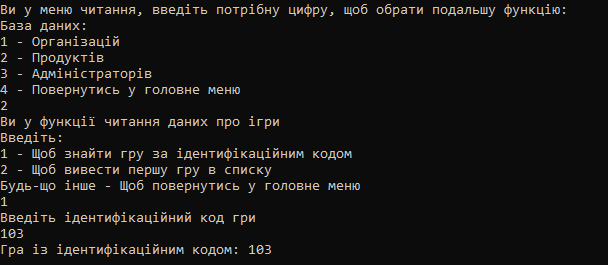 Ви у меню читання, введіть потрібну цифру, щоб обрати подальшу функцію:
База даних:
1 - Організацій
2 - Продуктів
3 - Адміністраторів
4 - Повернутись у головне меню
2
Ви у функції читання даних про ігри
Введіть:
1 - Щоб знайти гру за ідентифікаційним кодом
2 - Щоб вивести першу гру в списку
Будь-що інше - Щоб повернутись у головне меню
1
Введіть ідентифікаційний код гри
103
Гра із ідентифікаційним кодом: 103